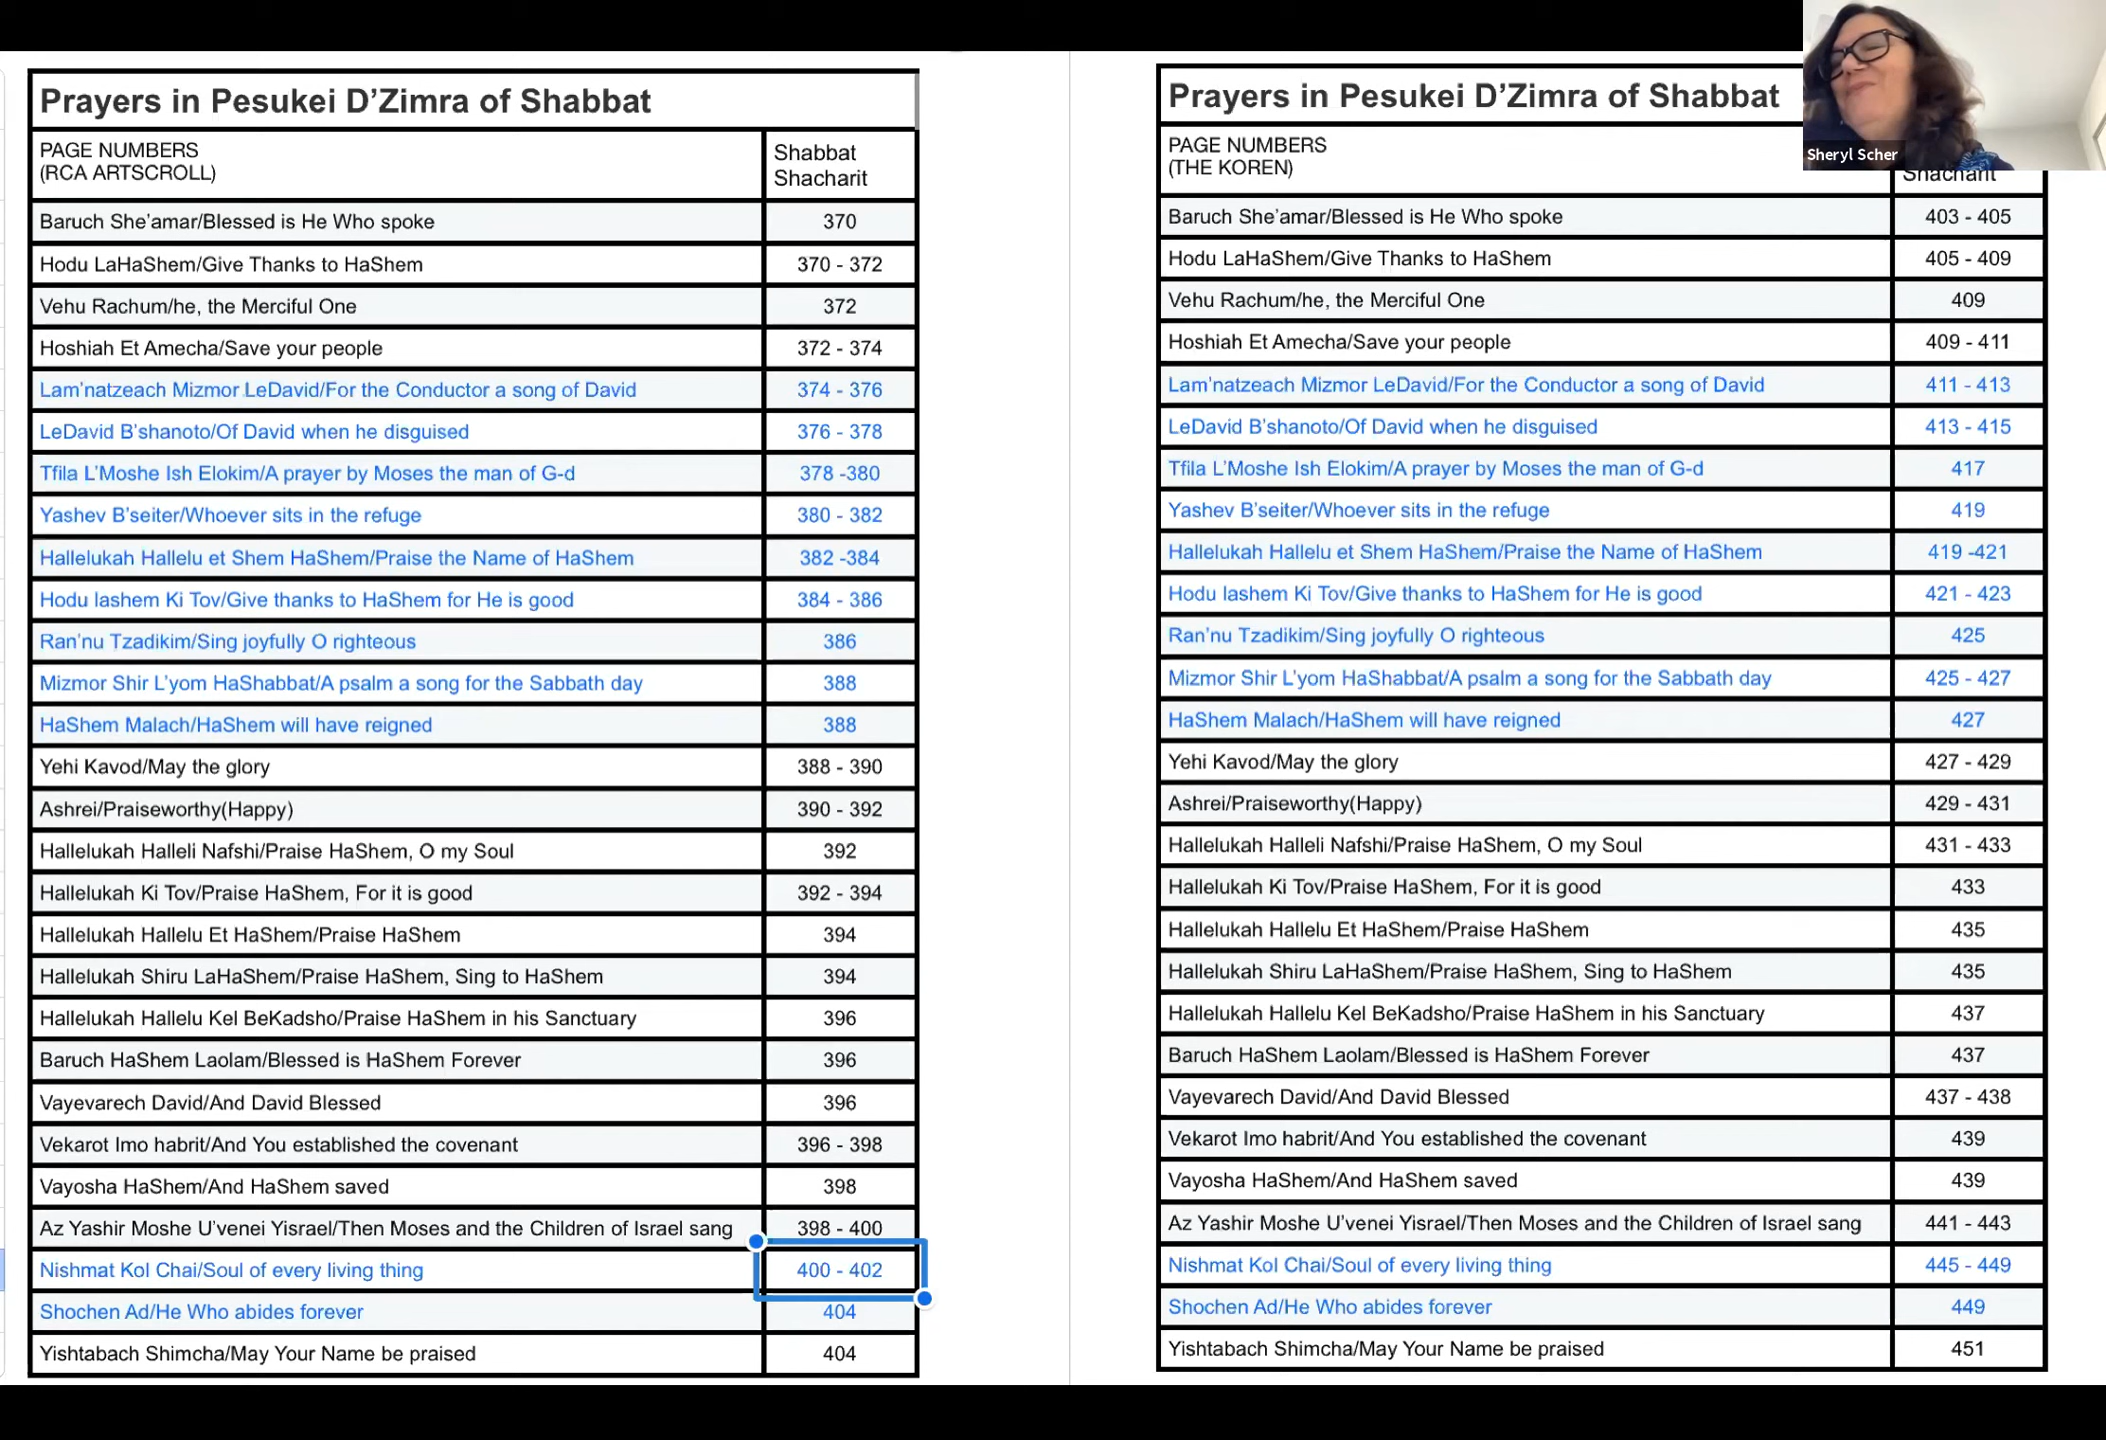 Prayers in Pesukei D’Zimra of Shabbat
PAGE NUMBERS
(RCA ARTSCROLL)
Shabbat
Shacharit
Baruch She’amar/Blessed is He Who spoke 370
Hodu LaHaShem/Give Thanks to HaShem 370 - 372
Vehu Rachum/he, the Merciful One 372
Hoshiah Et Amecha/Save your people 372 - 374
Lam’natzeach Mizmor LeDavid/For the Conductor a song of David 374 - 376
LeDavid B’shanoto/Of David when he disguised 376 - 378
Tfila L’Moshe Ish Elokim/A prayer by Moses the man of G-d 378 -380
Yashev B’seiter/Whoever sits in the refuge 380 - 382
Hallelukah Hallelu et Shem HaShem/Praise the Name of HaShem 382 -384
Hodu lashem Ki Tov/Give thanks to HaShem for He is good 384 - 386
Ran’nu Tzadikim/Sing joyfully O righteous 386
Mizmor Shir L’yom HaShabbat/A psalm a song for the Sabbath day 388
HaShem Malach/HaShem will have reigned 388
Yehi Kavod/May the glory 388 - 390
Ashrei/Praiseworthy(Happy) 390 - 392
Hallelukah Halleli Nafshi/Praise HaShem, O my Soul 392
Hallelukah Ki Tov/Praise HaShem, For it is good 392 - 394
Hallelukah Hallelu Et HaShem/Praise HaShem 394
Hallelukah Shiru LaHaShem/Praise HaShem, Sing to HaShem 394
Hallelukah Hallelu Kel BeKadsho/Praise HaShem in his Sanctuary 396
Baruch HaShem Laolam/Blessed is HaShem Forever 396
Vayevarech David/And David Blessed 396
Vekarot Imo habrit/And You established the covenant 396 - 398
Vayosha HaShem/And HaShem saved 398
Az Yashir Moshe U’venei Yisrael/Then Moses and the Children of Israel sang 398 - 400
Nishmat Kol Chai/Soul of every living thing 400 - 402
Shochen Ad/He Who abides forever 404
Yishtabach Shimcha/May Your Name be praised 404
Prayers in Pesukei D’Zimra of Shabbat
PAGE NUMBERS
(THE KOREN)
Shacharit
Baruch She’amar/Blessed is He Who spoke 403 - 405
Hodu LaHaShem/Give Thanks to HaShem 405 - 409
Vehu Rachum/he, the Merciful One 409
Hoshiah Et Amecha/Save your people 409 - 411
Lam’natzeach Mizmor LeDavid/For the Conductor a song of David 411 - 413
LeDavid B’shanoto/Of David when he disguised 413 - 415
Tfila L’Moshe Ish Elokim/A prayer by Moses the man of G-d 417
Yashev B’seiter/Whoever sits in the refuge 419
Hallelukah Hallelu et Shem HaShem/Praise the Name of HaShem 419 -421
Hodu lashem Ki Tov/Give thanks to HaShem for He is good 421 - 423
Ran’nu Tzadikim/Sing joyfully O righteous 425
Mizmor Shir L’yom HaShabbat/A psalm a song for the Sabbath day 425 - 427
HaShem Malach/HaShem will have reigned 427
Yehi Kavod/May the glory 427 - 429
Ashrei/Praiseworthy(Happy) 429 - 431
Hallelukah Halleli Nafshi/Praise HaShem, O my Soul 431 - 433
Hallelukah Ki Tov/Praise HaShem, For it is good 433
Hallelukah Hallelu Et HaShem/Praise HaShem 435
Hallelukah Shiru LaHaShem/Praise HaShem, Sing to HaShem 435
Hallelukah Hallelu Kel BeKadsho/Praise HaShem in his Sanctuary 437
Baruch HaShem Laolam/Blessed is HaShem Forever 437
Vayevarech David/And David Blessed 437 - 438
Vekarot Imo habrit/And You established the covenant 439
Vayosha HaShem/And HaShem saved 439
Az Yashir Moshe U’venei Yisrael/Then Moses and the Children of Israel sang 441 - 443
Nishmat Kol Chai/Soul of every living thing 445 - 449
Shochen Ad/He Who abides forever 449
Yishtabach Shimcha/May Your Name be praised 451
Sheryl Scher